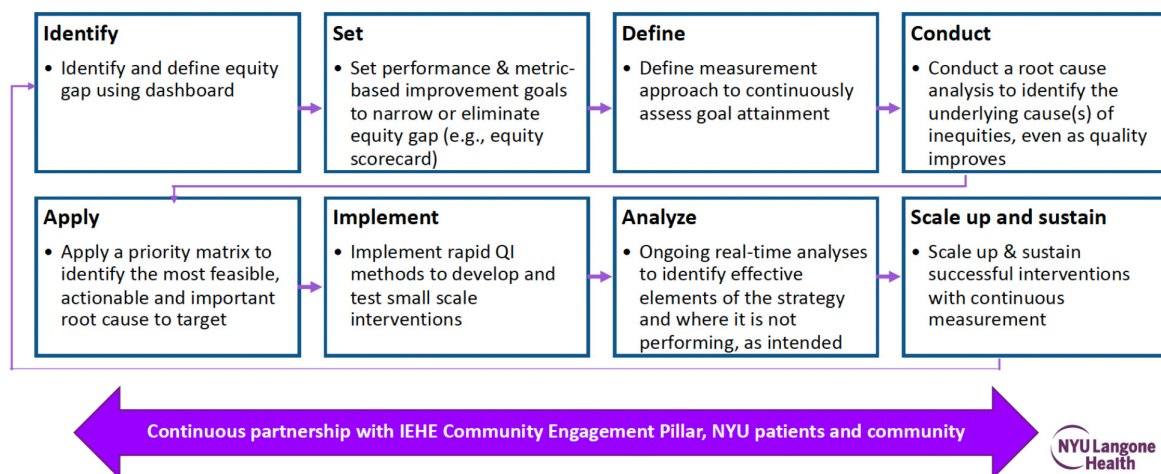 Identify
• Identify and define equity
gap using dashboard
Set
• Set performance & metric-
based improvement goals
to narrow or eliminate
equity gap (e.g., equity
scorecard)
Define
• Define measurement
approach to continuously
assess goal attainment
Conduct
• Conduct a root cause
analysis to identify the
underlying cause(s) of
inequities, even as quality
improves
Apply
• Apply a priority matrix to
identify the most feasible,
actionable and important
root cause to target
Implement
• Implement rapid QI
methods to develop and
test small scale
interventions
Analyze
• Ongoing real-time analyses
to identify effective
elements of the strategy
and where it is not
performing, as intended
Scale up and sustain
• Scale up & sustain
successful interventions
with continuous
measurement
Continuous partnership with IEHE Community Engagement Pillar, NYU patients and community
NYU Langone
Health